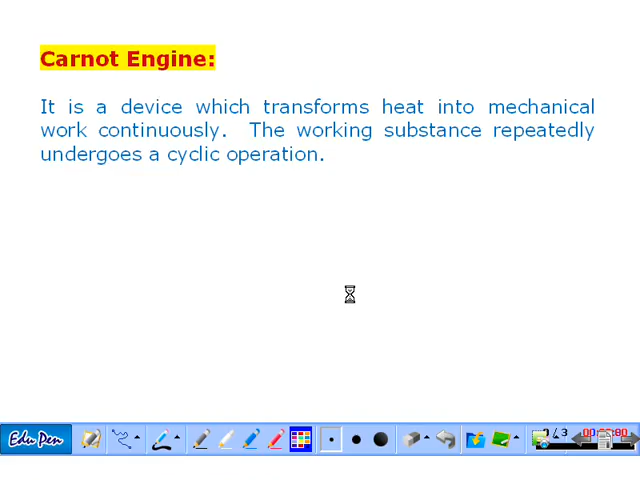 Carnot Engine:
It is a device which transforms heat into mechanical
work continuously. The working substance repeatedly
undergoes a cyclic operation.
Edu Pen
/ 3